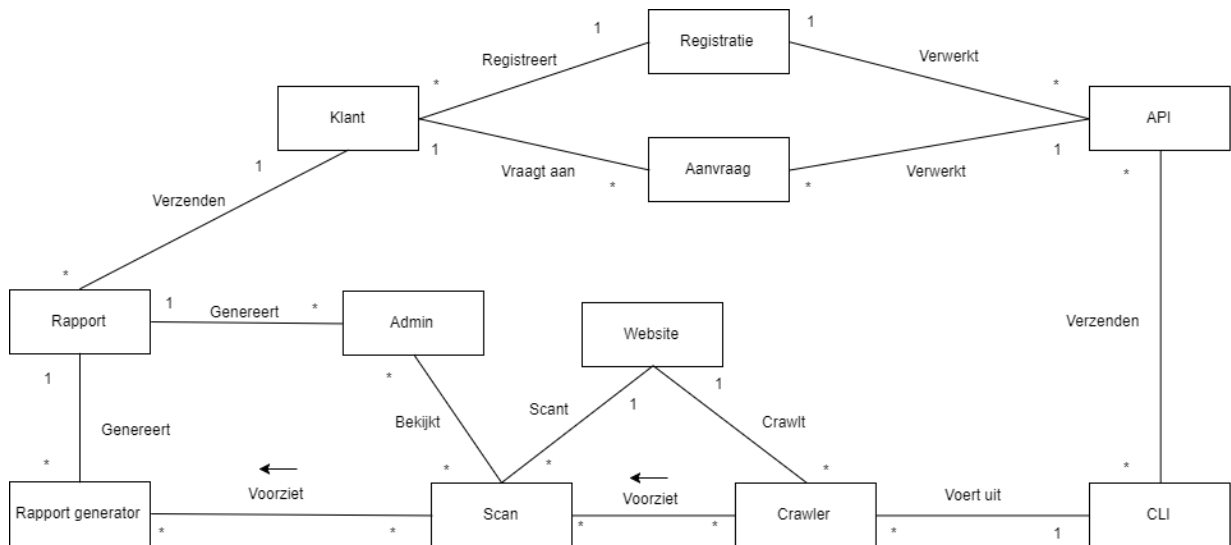 1
Registratie
1
Registreert
Verwerkt
*
*
Klant
API
1
1
1
Vraagt aan
Aanvraag
Verwerkt
*
*
*
Verzenden
*
1
*
Rapport
Genereert
Admin
Website
Verzenden
1
*
1
1
Scant
Bekijkt
Crawlt
Genereert
*
*
*
*
*
Voorziet
Voorziet
Voert uit
Rapport generator
Scan
Crawler
CLI
*
*
*
*
*
1